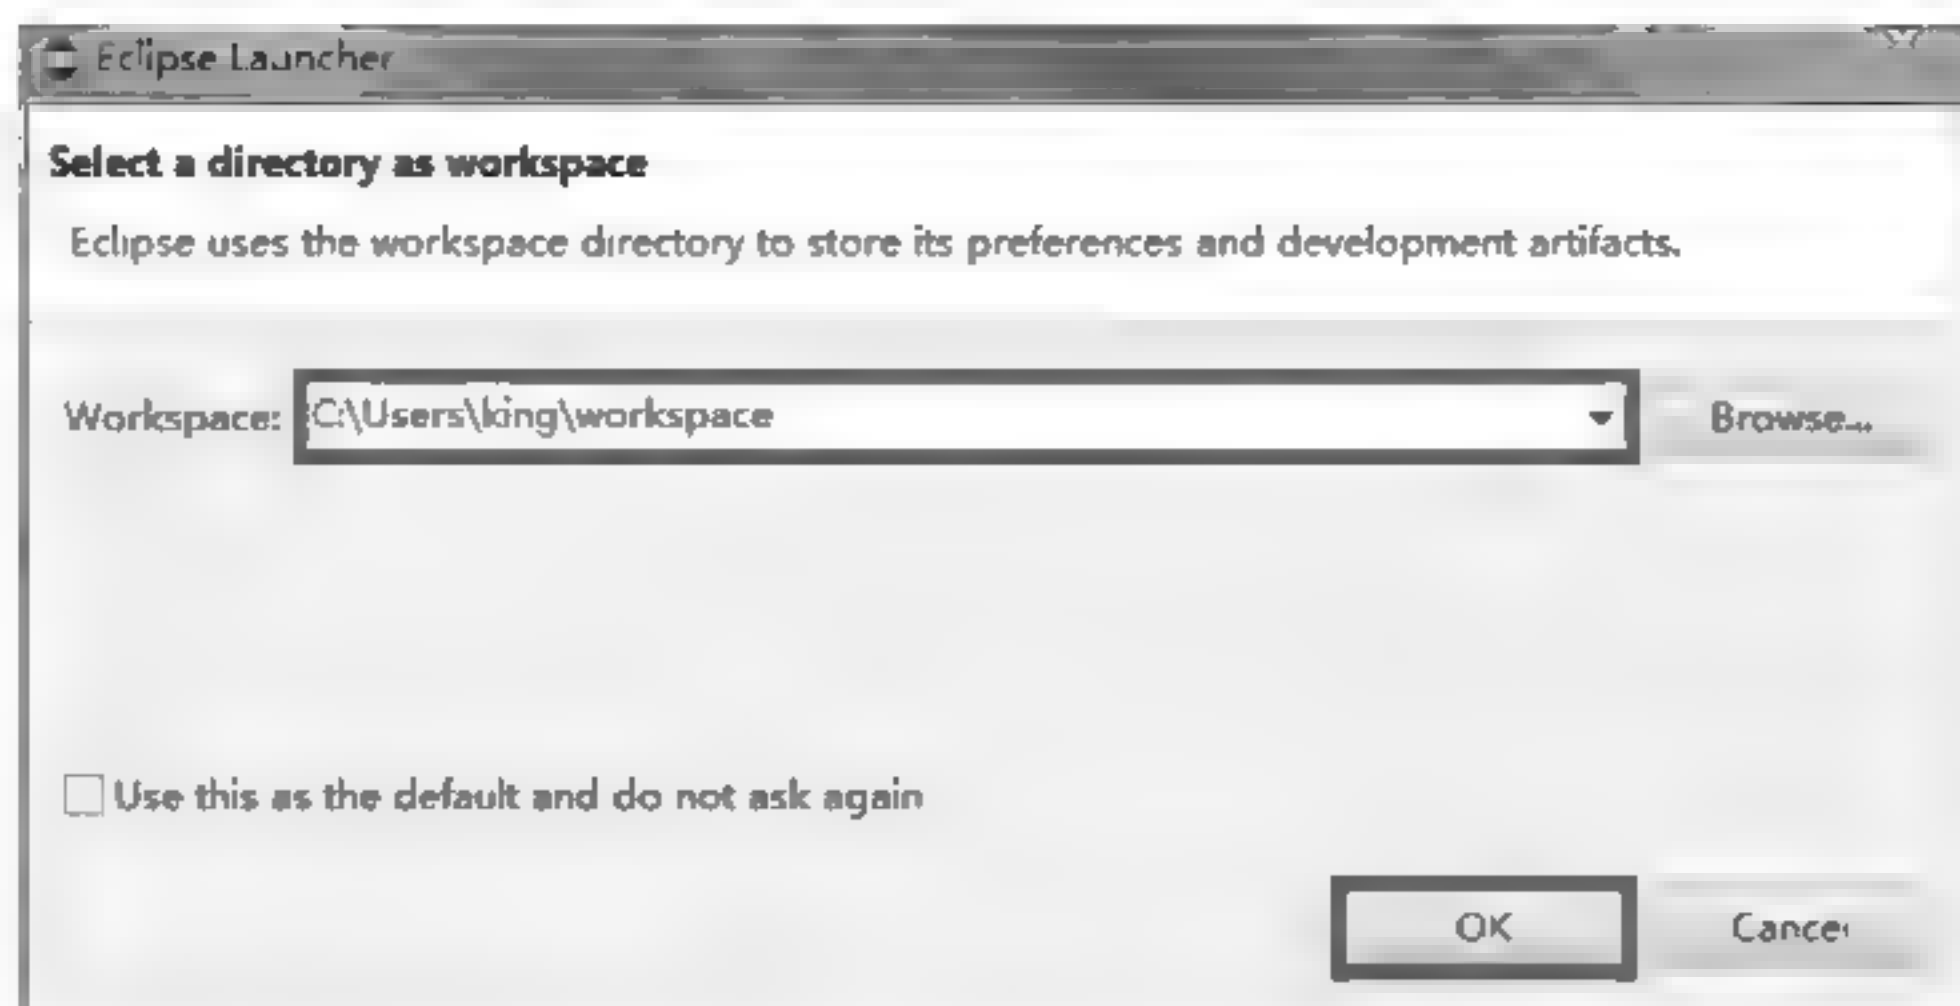 Eclipse Launcher
Select a directory as workspace
Eclipse uses the workspace directory to store its preferences and development artifacts.
Workspace: C:\Users\king\workspace Browse...
Use this as the default and do not ask again
OK Cancel